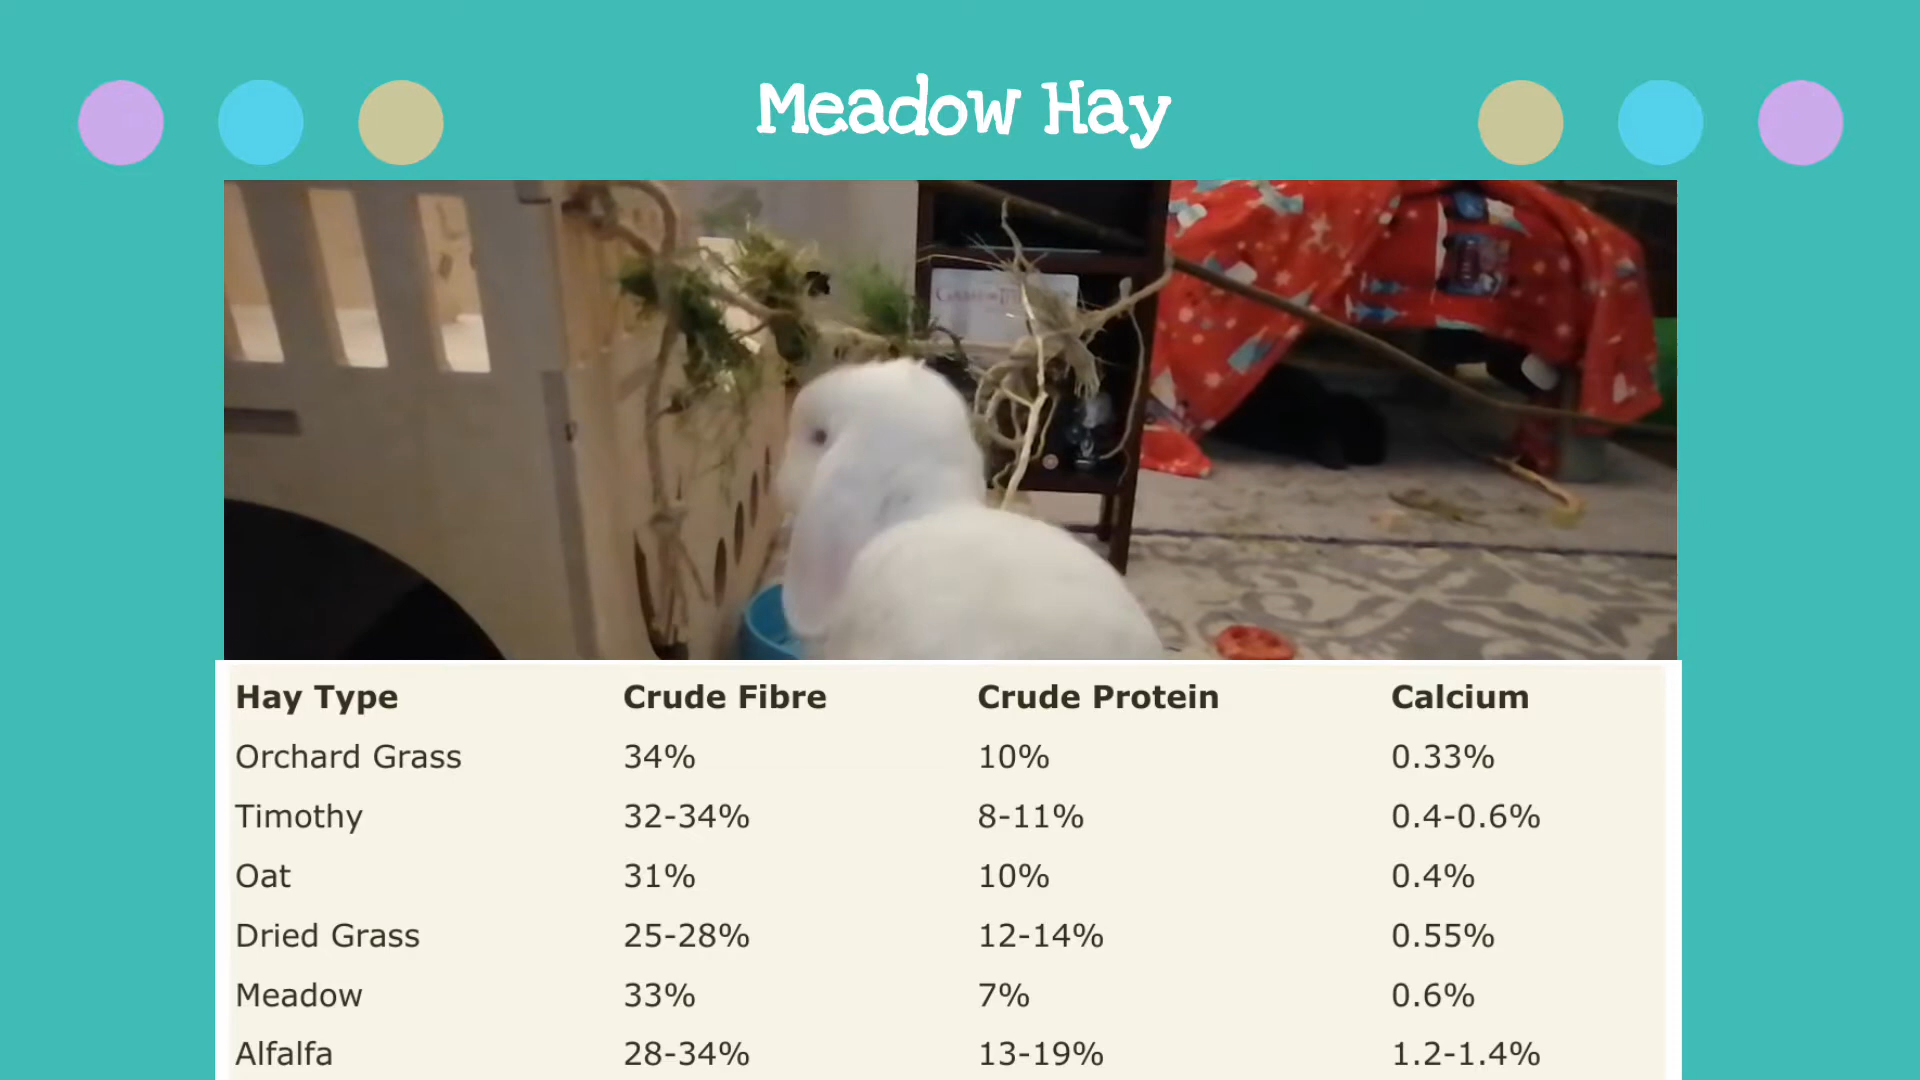 Meadow Hay
Hay Type Crude Fibre Crude Protein Calcium
Orchard Grass 34% 10% 0.33%
Timothy 32-34% 8-11% 0.4-0.6%
Oat 31% 10% 0.4%
Dried Grass 25-28% 12-14% 0.55%
Meadow 33% 7% 0.6%
Alfalfa 28-34% 13-19% 1.2-1.4%